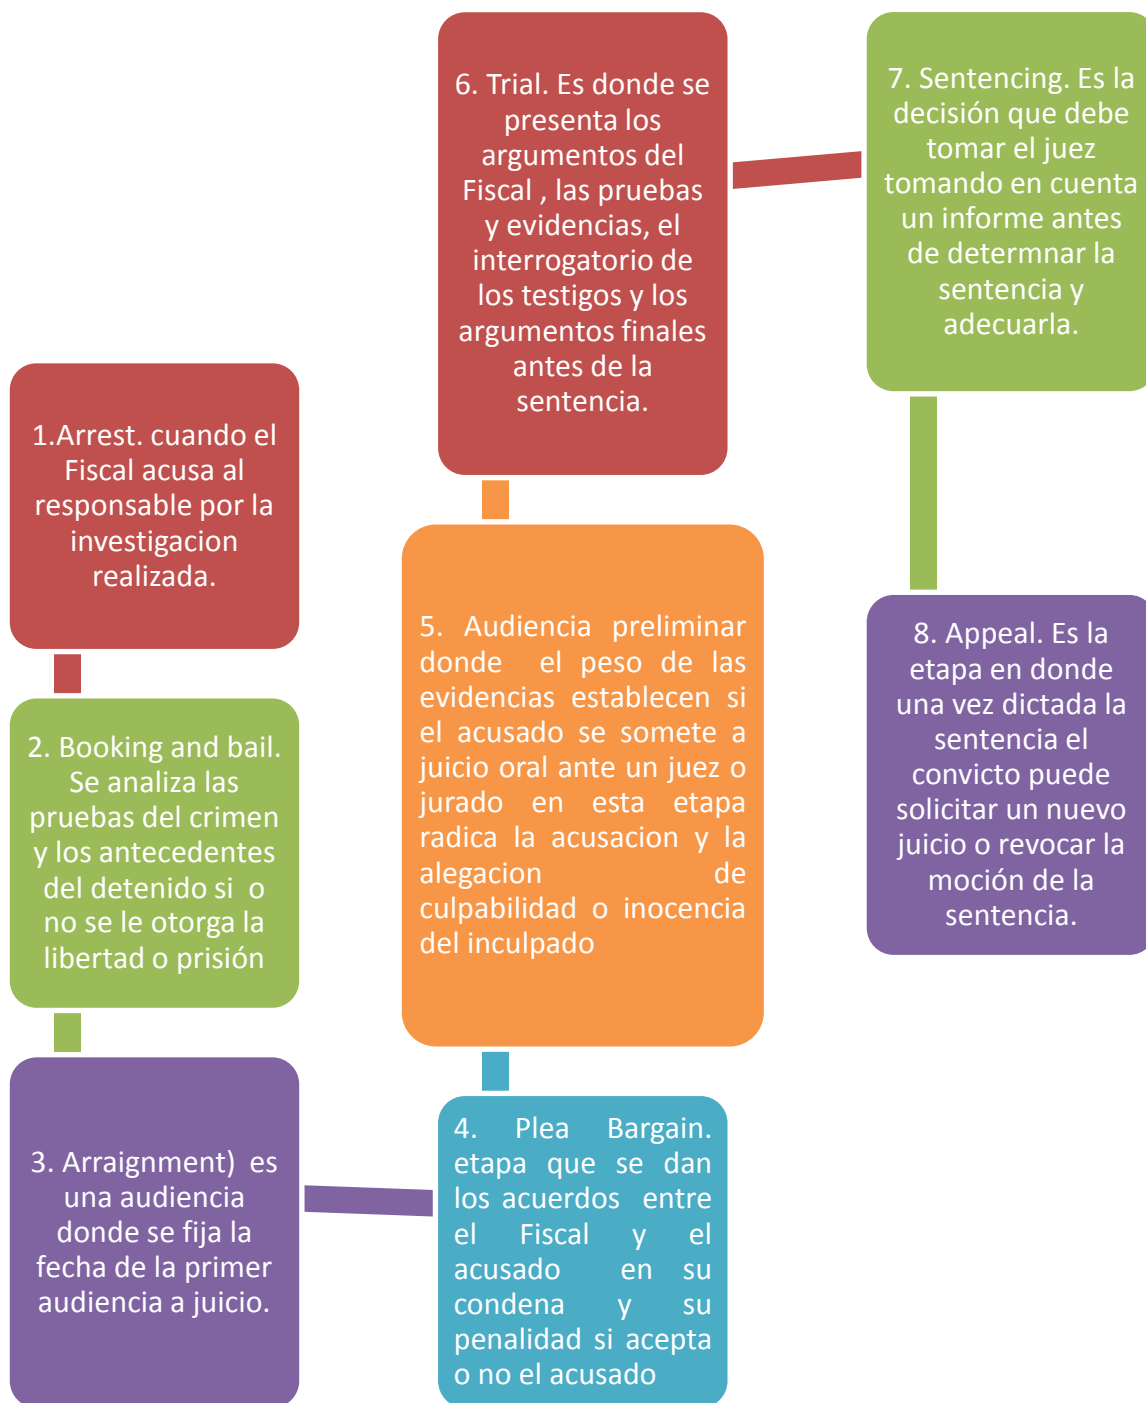 1.Arrest. cuando el
Fiscal acusa al
responsable por la
investigacion
realizada.
2. Booking and bail.
Se analiza las
pruebas del crimen
y los antecedentes
del detenido si o
no se le otorga la
libertad o prisión
3. Arraignment) es
una audiencia
donde se fija la
fecha de la primer
audiencia a juicio.
4. Plea Bargain.
etapa que se dan
los acuerdos entre
el Fiscal y el
acusado en su
condena y su
penalidad si acepta
o no el acusado
5. Audiencia preliminar
donde el peso de las
evidencias establecen si
el acusado se somete a
juicio oral ante un juez o
jurado en esta etapa
radica la acusacion y la
alegacion de
culpabilidad o inocencia
del inculpado
6. Trial. Es donde se
presenta los
argumentos del
Fiscal , las pruebas
y evidencias, el
interrogatorio de
los testigos y los
argumentos finales
antes de la
sentencia.
7. Sentencing. Es la
decisión que debe
tomar el juez
tomando en cuenta
un informe antes
de determnar la
sentencia y
adecuarla.
8. Appeal. Es la
etapa en donde
una vez dictada la
sentencia el
convicto puede
solicitar un nuevo
juicio o revocar la
moción de la
sentencia.